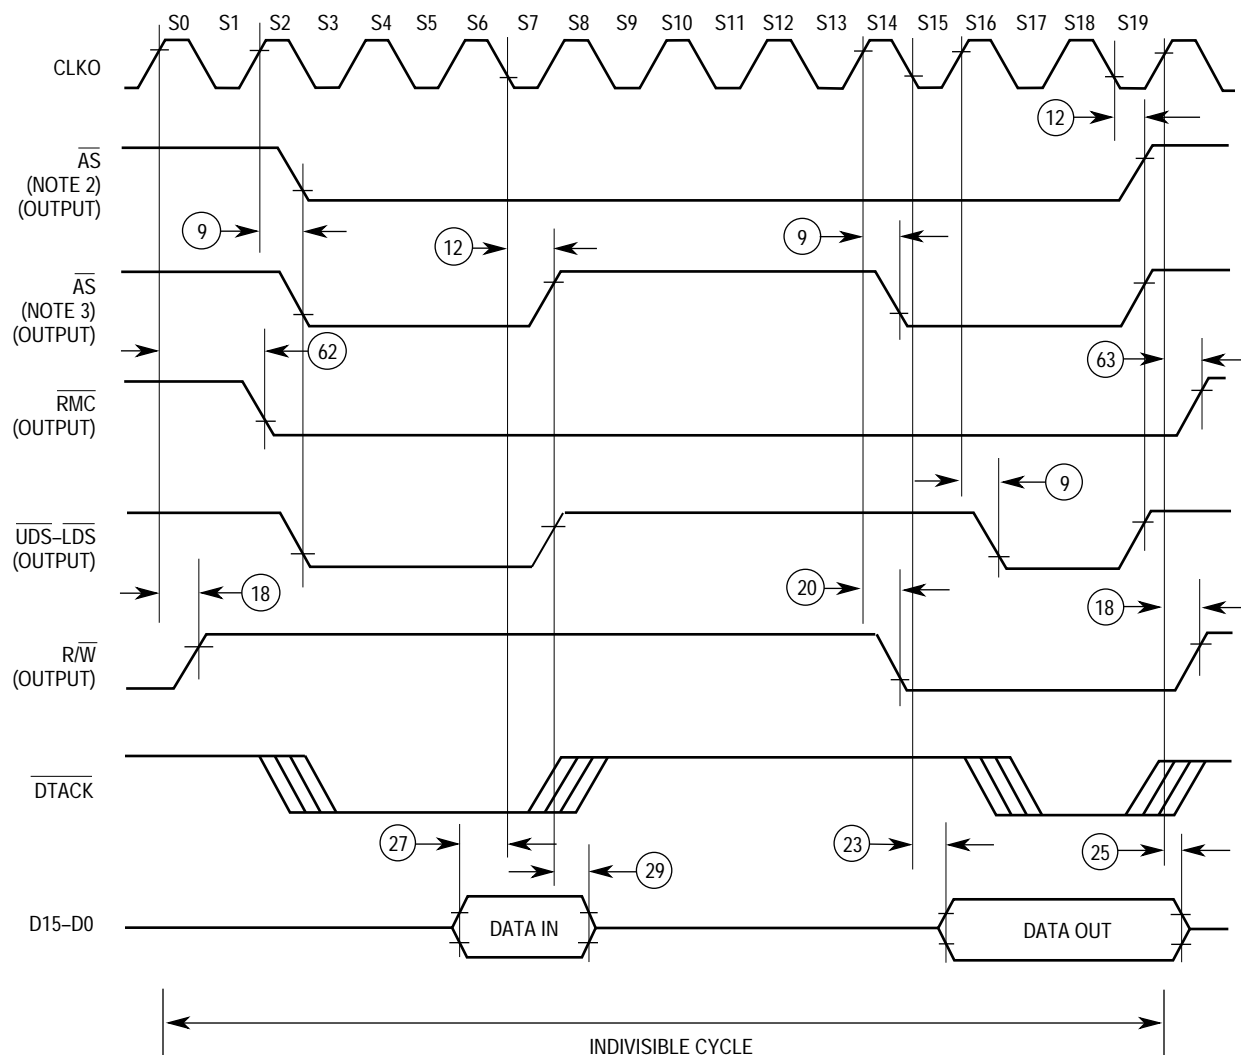 S0 S1 S2 S3 S4 S5 S6 S7 S8 S9 S10 S11 S12 S13 S14 S15 S16 S17 S18 S19
CLKO
12
AS
(NOTE 2)
(OUTPUT)
9
12
9
AS
(NOTE 3)
(OUTPUT)
62
63
RMC
(OUTPUT)
9
UDS–LDS
(OUTPUT)
18
20
18
R/W
(OUTPUT)
DTACK
27
23
25
29
D15–D0
DATA IN
DATA OUT
INDIVISIBLE CYCLE